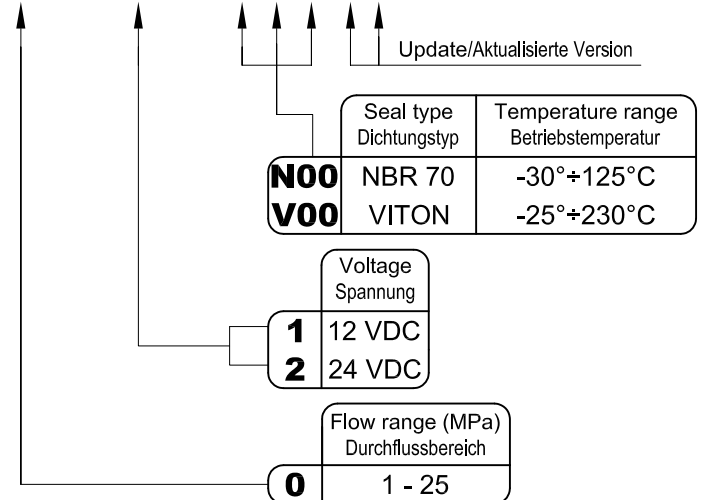 Update/Aktualisierte Version
Seal type Temperature range
Dichtungstyp Betriebstemperatur
N00 NBR 70 -30°÷125°C
V00 VITON -25°÷230°C
Voltage
Spannung
1 12 VDC
2 24 VDC
Flow range (MPa)
Durchflussbereich
0 1 - 25